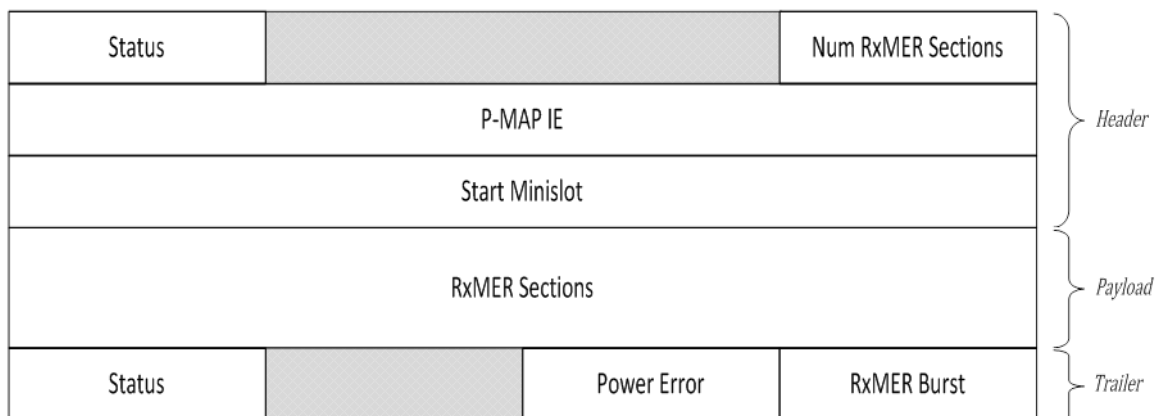 Status
Num RxMER Sections
P-MAP IE
Start Minislot
Header
RxMER Sections
Payload
Status
Power Error
RxMER Burst
Trailer